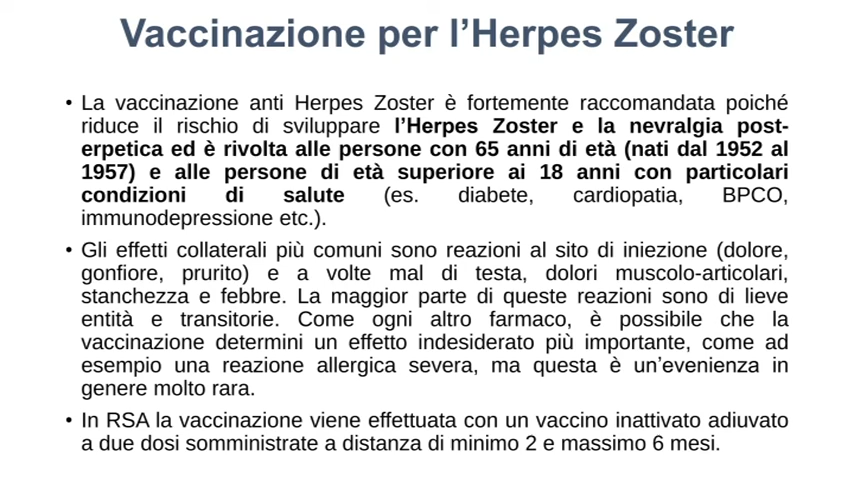 Vaccinazione per l’Herpes Zoster
• La vaccinazione anti Herpes Zoster è fortemente raccomandata poiché
riduce il rischio di sviluppare l’Herpes Zoster e la nevralgia post-
erpetica ed è rivolta alle persone con 65 anni di età (nati dal 1952 al
1957) e alle persone di età superiore ai 18 anni con particolari
condizioni di salute (es. diabete, cardiopatia, BPCO,
immunodepressione etc.).
• Gli effetti collaterali più comuni sono reazioni al sito di iniezione (dolore,
gonfiore, prurito) e a volte mal di testa, dolori muscolo-articolari,
stanchezza e febbre. La maggior parte di queste reazioni sono di lieve
entità e transitorie. Come ogni altro farmaco, è possibile che la
vaccinazione determini un effetto indesiderato più importante, come ad
esempio una reazione allergica severa, ma questa è un’evenienza in
genere molto rara.
• In RSA la vaccinazione viene effettuata con un vaccino inattivato adiuvato
a due dosi somministrate a distanza di minimo 2 e massimo 6 mesi.